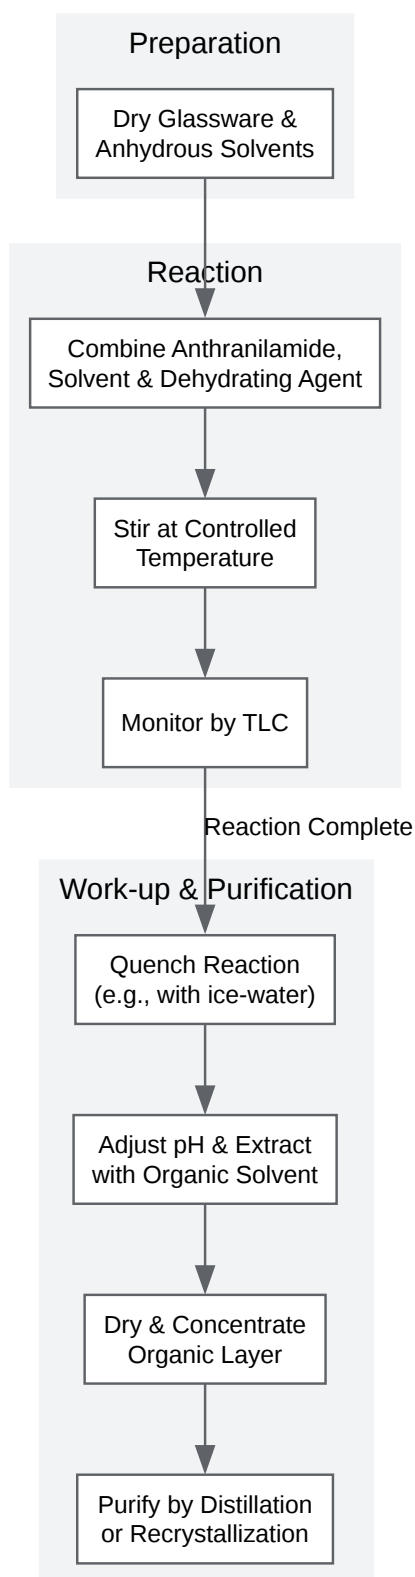 Preparation
Dry Glassware &
Anhydrous Solvents
Reaction
Combine Anthranilamide,
Solvent & Dehydrating Agent
Stir at Controlled
Temperature
Monitor by TLC
Reaction Complete
Work-up & Purification
Quench Reaction
(e.g., with ice-water)
Adjust pH & Extract
with Organic Solvent
Dry & Concentrate
Organic Layer
Purify by Distillation
or Recrystallization